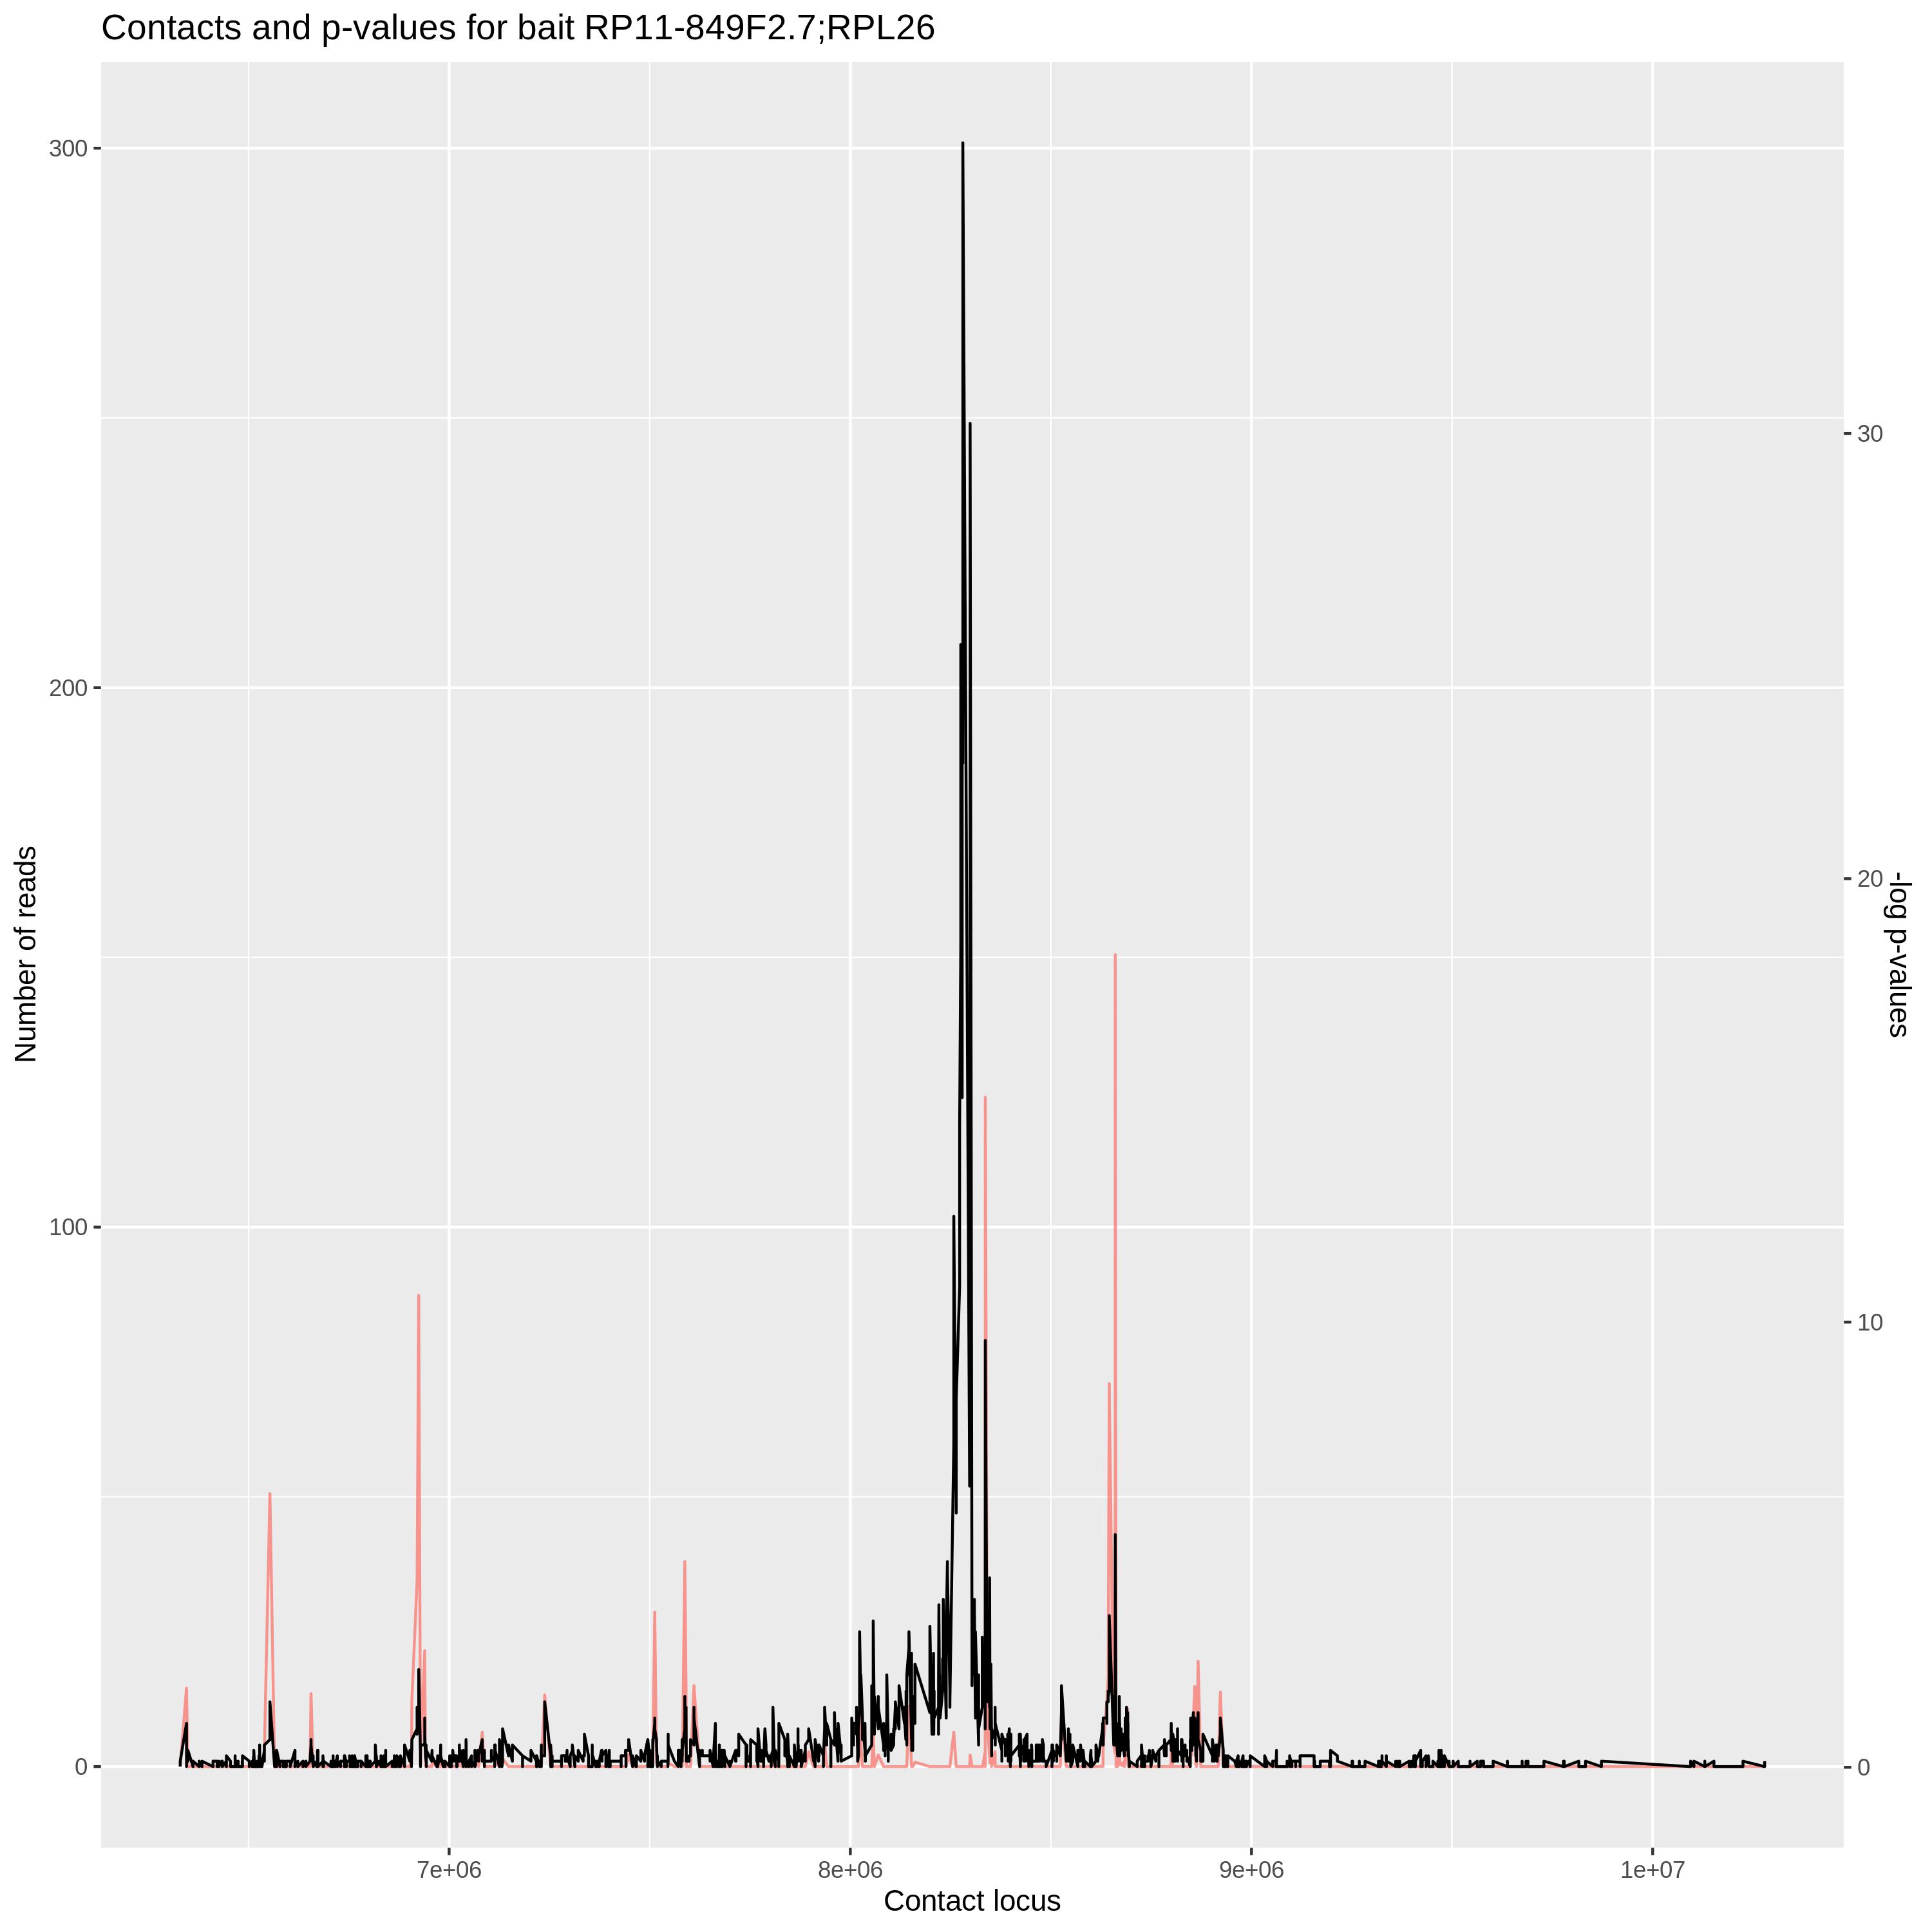 Contacts and p-values for bait RP11-849F2.7;RPL26
300
200
100
0
Number of reads
30
20
10
0
-log p-values
7e+06
8e+06
9e+06
1e+07
Contact locus